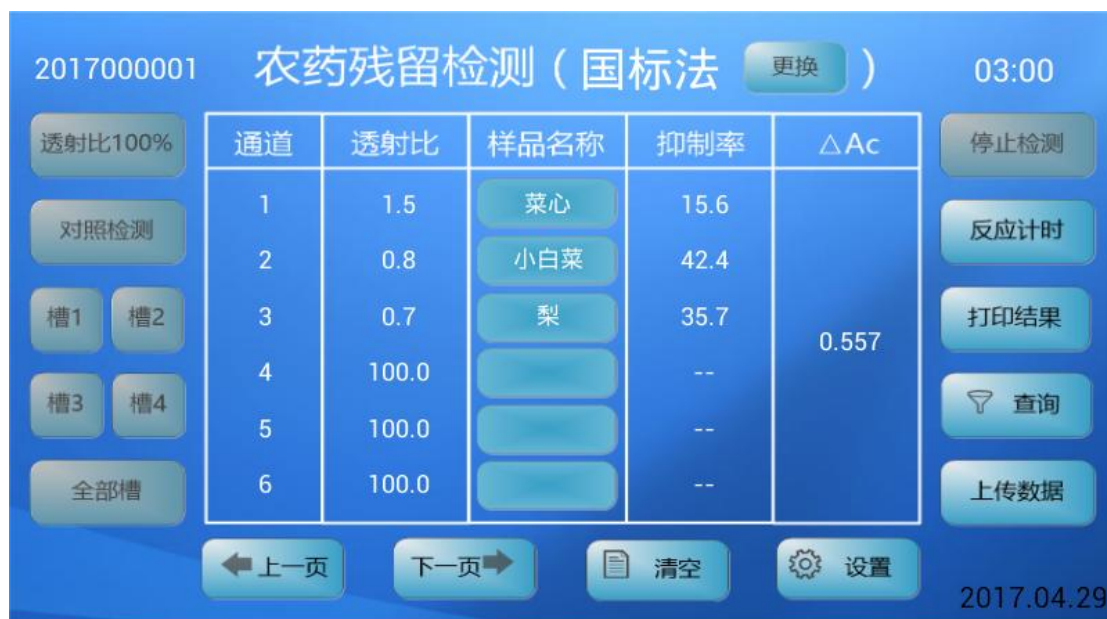 2017000001 农药残留检测（国标法 更换 ） 03:00
透射比100% 通道 透射比 样品名称 抑制率 △Ac 停止检测
1 1.5 菜心 15.6
对照检测 反应计时
2 0.8 小白菜 42.4
槽1 槽2 3 0.7 梨 35.7 打印结果
0.557
4 100.0 --
槽3 槽4 查询
5 100.0 --
全部槽 6 100.0 -- 上传数据
上一页 下一页 清空 设置
2017.04.29